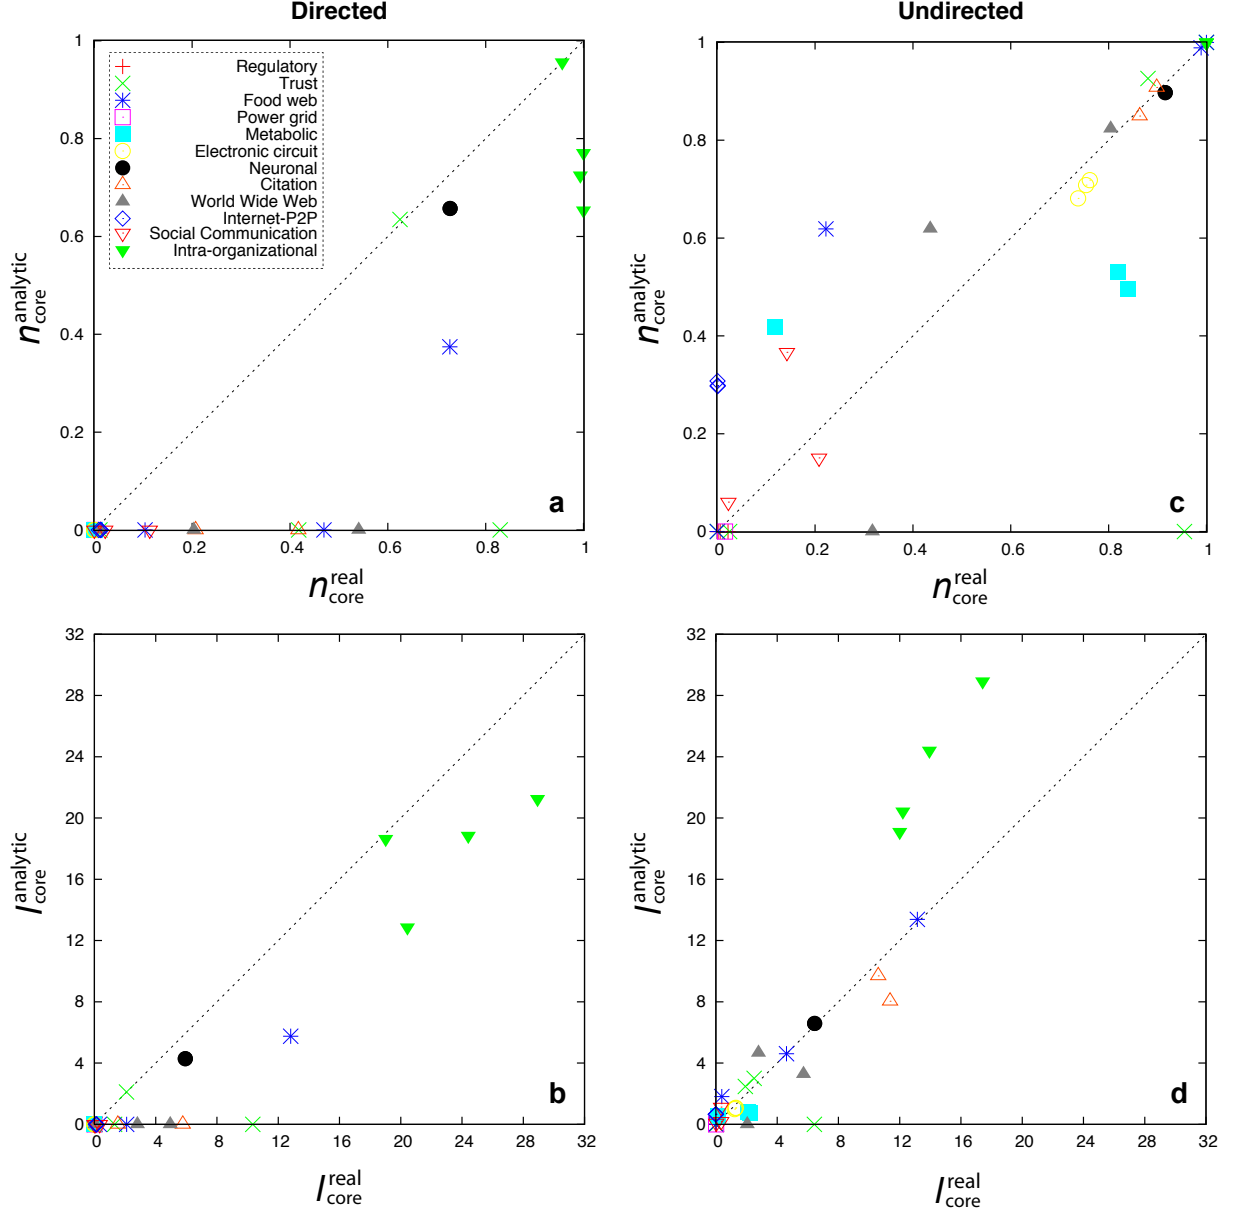 Directed
Undirected
1
0.8
0.6
0.4
0.2
0
0
0.2
0.4
0.6
0.8
1
Regulatory
Trust
Food web
Power grid
Metabolic
Electronic circuit
Neuronal
Citation
World Wide Web
Internet-P2P
Social Communication
Intra-organizational
n core analytic
n core real
a
1
0.8
0.6
0.4
0.2
0
0
0.2
0.4
0.6
0.8
1
n core analytic
n core real
c
32
28
24
20
16
12
8
4
0
0
4
8
12
16
20
24
28
32
l core analytic
l core real
b
32
28
24
20
16
12
8
4
0
0
4
8
12
16
20
24
28
32
l core analytic
l core real
d